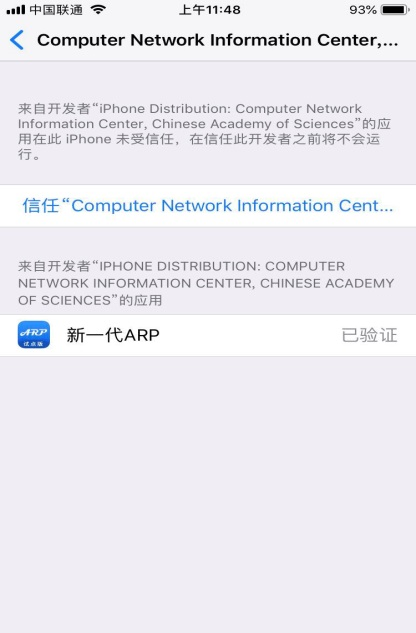 中国联通 上午11:48 93%
Computer Network Information Center,...
来自开发者“iPhone Distribution: Computer Network
Information Center, Chinese Academy of Sciences”的应
用在此 iPhone 未受信任，在信任此开发者之前将不会运
行。
信任“Computer Network Information Cent...
来自开发者“IPHONE DISTRIBUTION: COMPUTER
NETWORK INFORMATION CENTER, CHINESE ACADEMY
OF SCIENCES”的应用
ARP
试点版
新一代ARP 已验证